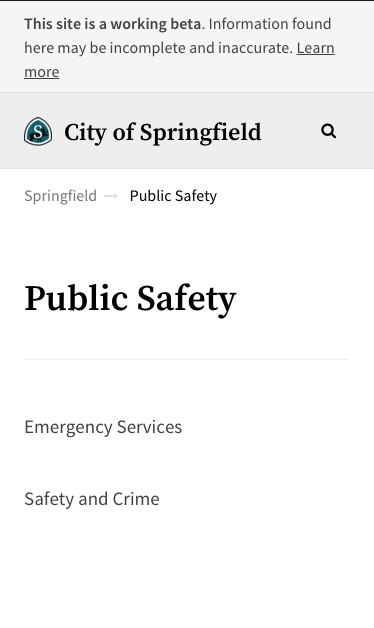 This site is a working beta. Information found
here may be incomplete and inaccurate. Learn
more
S
City of Springfield
Springfield → Public Safety
Public Safety
Emergency Services
Safety and Crime